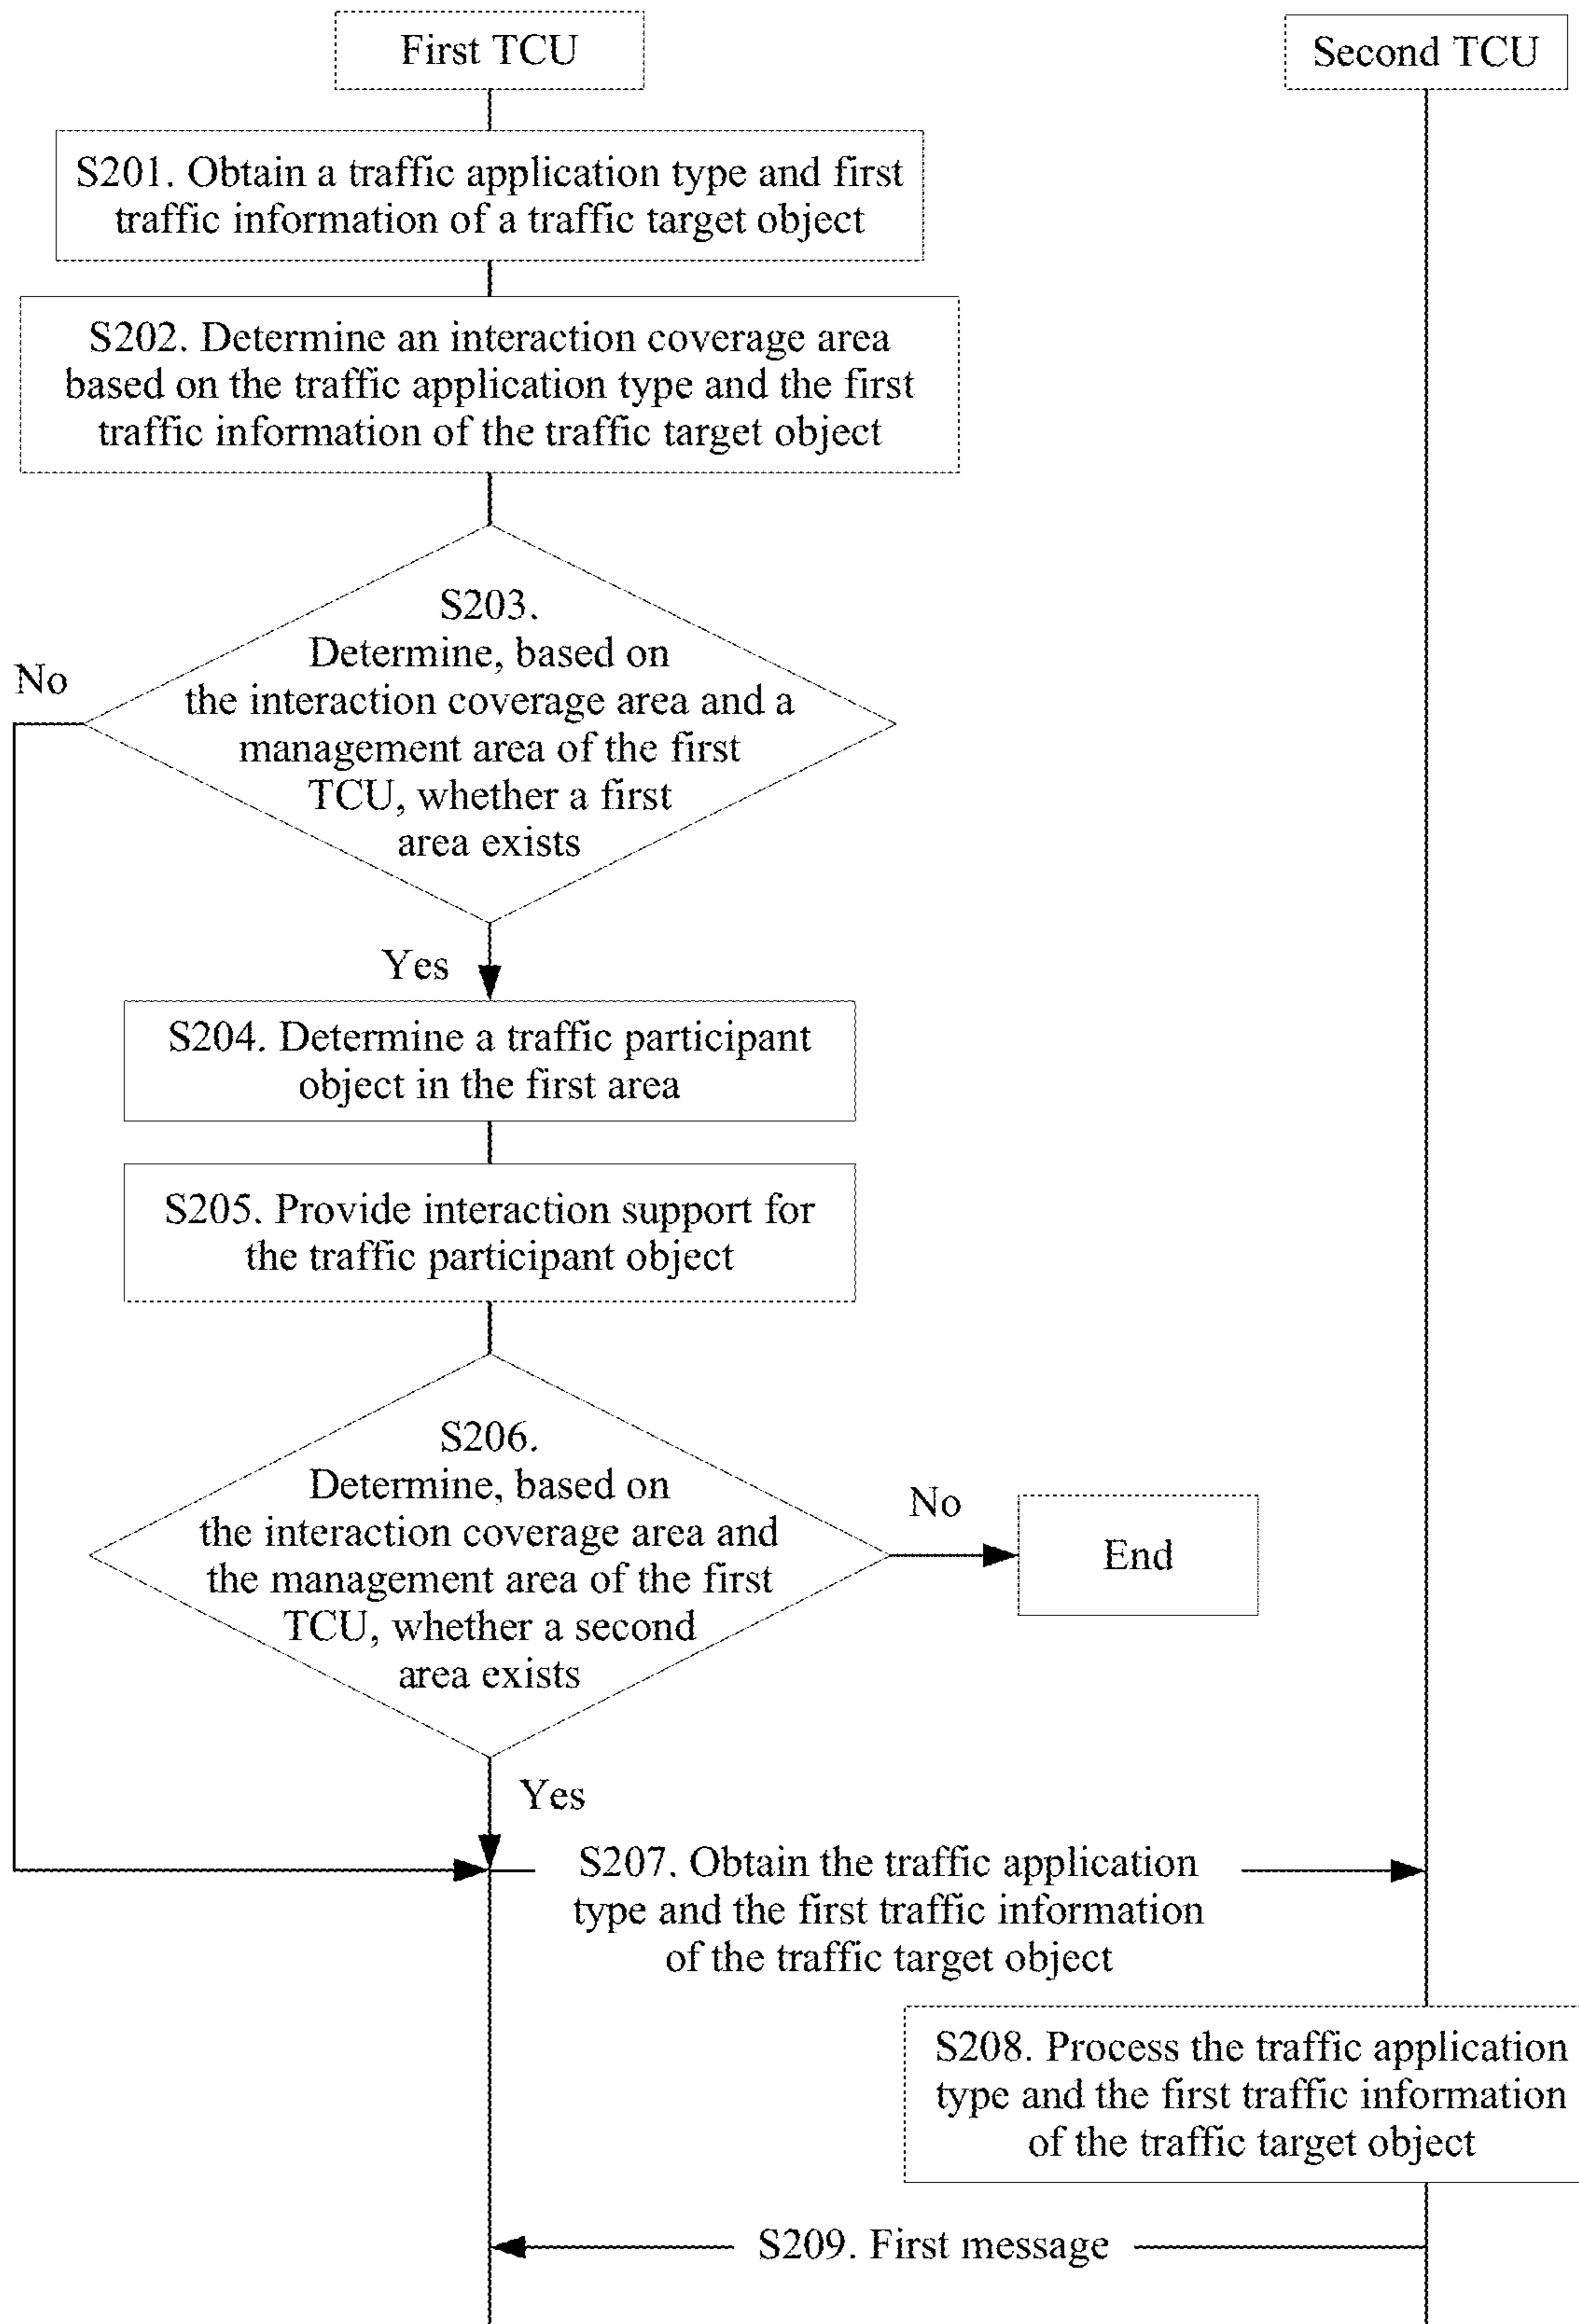 First TCU
Second TCU
S201. Obtain a traffic application type and first
traffic information of a traffic target object
S202. Determine an interaction coverage area
based on the traffic application type and the first
traffic information of the traffic target object
S203.
Determine, based on
the interaction coverage area and a
management area of the first
TCU, whether a first
area exists
No
Yes
S204. Determine a traffic participant
object in the first area
S205. Provide interaction support for
the traffic participant object
S206.
Determine, based on
the interaction coverage area and
the management area of the first
TCU, whether a second
area exists
No
End
Yes
S207. Obtain the traffic application
type and the first traffic information
of the traffic target object
S208. Process the traffic application
type and the first traffic information
of the traffic target object
S209. First message